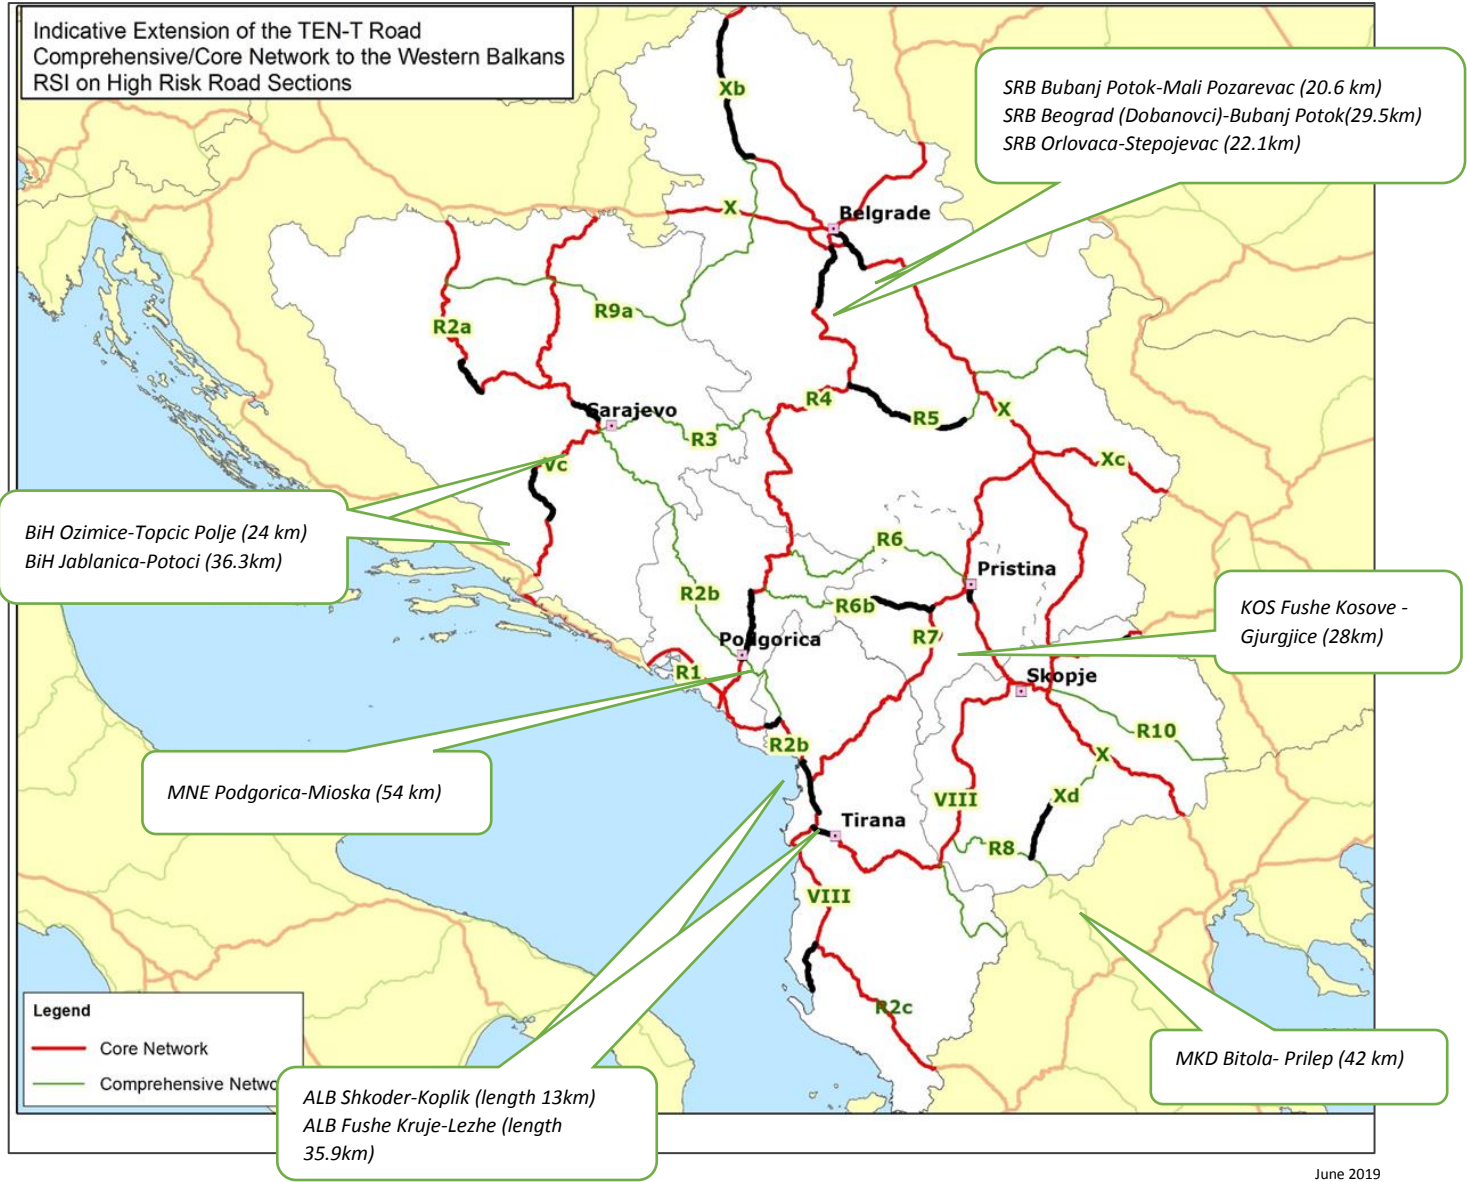 Indicative Extension of the TEN-T Road
Comprehensive/Core Network to the Western Balkans
RSI on High Risk Road Sections
SRB Bubanj Potok-Mali Pozarevac (20.6 km)
SRB Beograd (Dobanovci)-Bubanj Potok(29.5km)
SRB Orlovaca-Stepojevac (22.1km)
Xb
X
Belgrade
R9a
R2a
R4
R5
X
Sarajevo
R3
Xc
Vc
BiH Ozimice-Topcic Polje (24 km)
BiH Jablanica-Potoci (36.3km)
R6
Pristina
R2b
R6b
KOS Fushe Kosove -
Gjurgjice (28km)
R7
Podgorica
R1
Skopje
R10
R2b
X
MNE Podgorica-Mioska (54 km)
VIII
Xd
Tirana
R8
VIII
Legend
Core Network
Comprehensive Netwo
R2c
MKD Bitola- Prilep (42 km)
ALB Shkoder-Koplik (length 13km)
ALB Fushe Kruje-Lezhe (length
35.9km)
June 2019